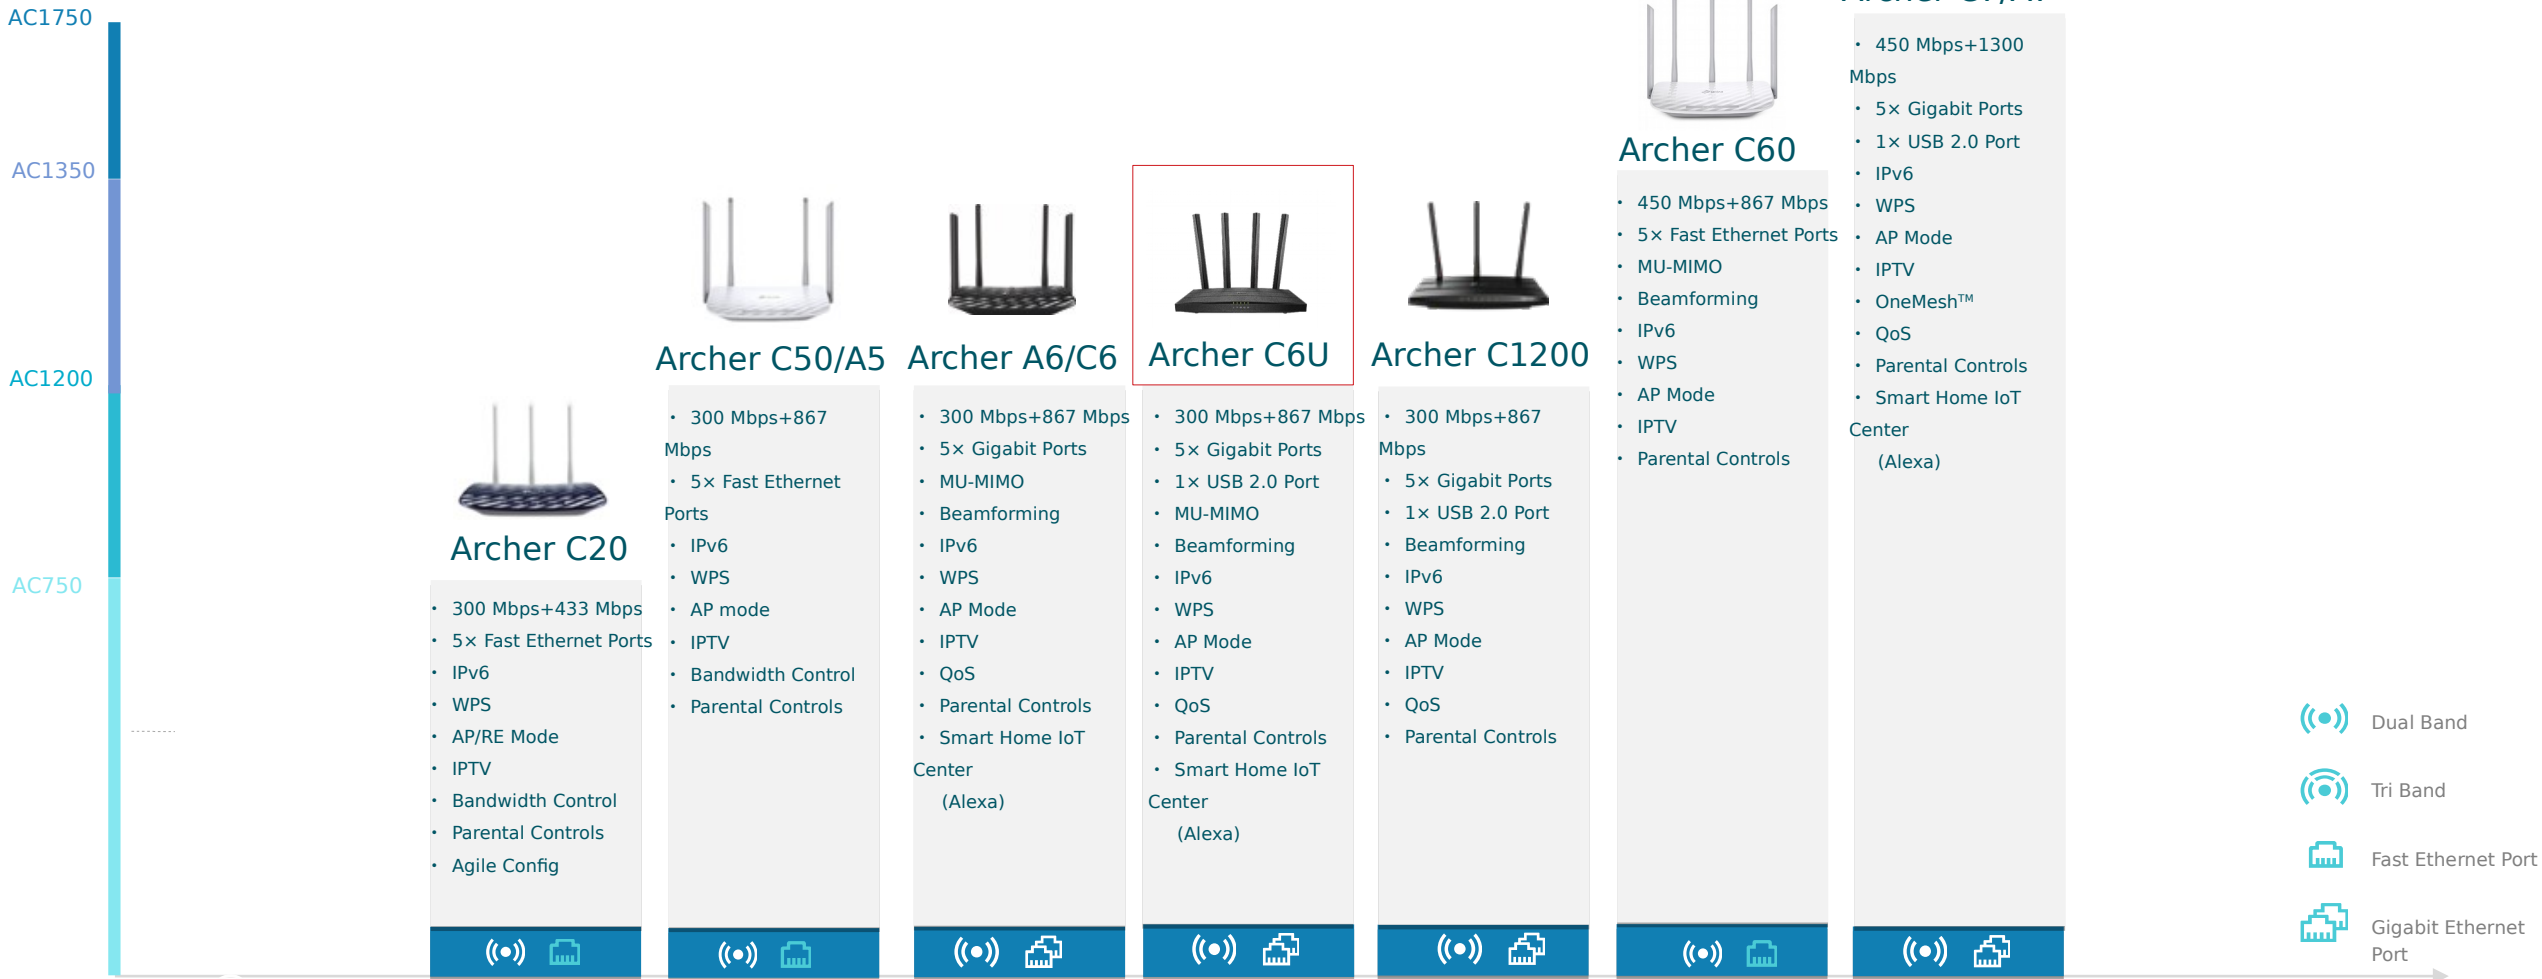 AC1750
AC1350
AC1200
AC750
Archer C20
• 300 Mbps+433 Mbps
• 5× Fast Ethernet Ports
• IPv6
• WPS
• AP/RE Mode
• IPTV
• Bandwidth Control
• Parental Controls
• Agile Config
Archer C50/A5
• 300 Mbps+867
Mbps
• 5× Fast Ethernet
Ports
• IPv6
• WPS
• AP mode
• IPTV
• Bandwidth Control
• Parental Controls
Archer A6/C6
• 300 Mbps+867 Mbps
• 5× Gigabit Ports
• MU-MIMO
• Beamforming
• IPv6
• WPS
• AP Mode
• IPTV
• QoS
• Parental Controls
• Smart Home IoT
Center
(Alexa)
Archer C6U
• 300 Mbps+867 Mbps
• 5× Gigabit Ports
• 1× USB 2.0 Port
• MU-MIMO
• Beamforming
• IPv6
• WPS
• AP Mode
• IPTV
• QoS
• Parental Controls
• Smart Home IoT
Center
(Alexa)
Archer C1200
• 300 Mbps+867
Mbps
• 5× Gigabit Ports
• 1× USB 2.0 Port
• Beamforming
• IPv6
• WPS
• AP Mode
• IPTV
• QoS
• Parental Controls
Archer C60
• 450 Mbps+867 Mbps
• 5× Fast Ethernet Ports
• MU-MIMO
• Beamforming
• IPv6
• WPS
• AP Mode
• IPTV
• Parental Controls
• 450 Mbps+1300
Mbps
• 5× Gigabit Ports
• 1× USB 2.0 Port
• IPv6
• WPS
• AP Mode
• IPTV
• OneMesh™
• QoS
• Parental Controls
• Smart Home IoT
Center
(Alexa)
Dual Band
Tri Band
Fast Ethernet Port
Gigabit Ethernet
Port